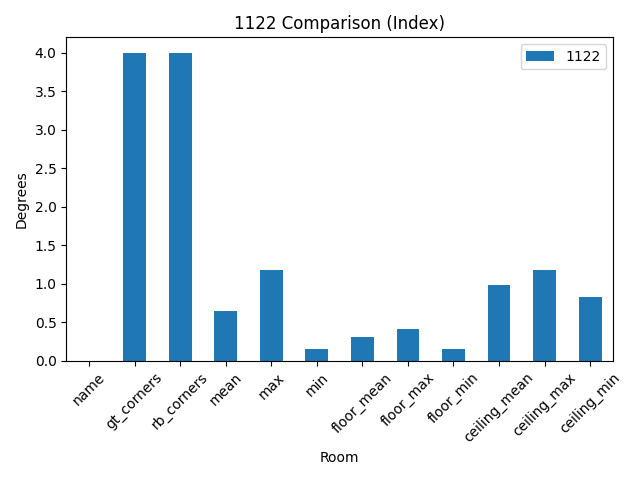 1122 Comparison (Index)
1122
Degrees
4.0
3.5
3.0
2.5
2.0
1.5
1.0
0.5
0.0
name
gt_corners
rb_corners
mean
max
min
floor_mean
floor_max
floor_min
ceiling_mean
ceiling_max
ceiling_min
Room